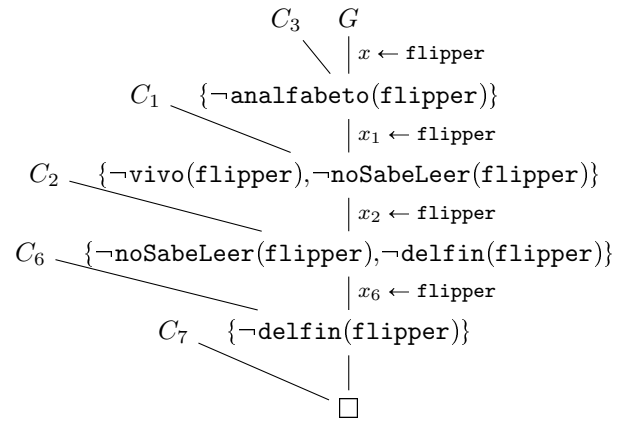 C₃ G
x ← flipper
{¬analfabeto(flipper)}
C₁
x₁ ← flipper
{¬vivo(flipper),¬noSabeLeer(flipper)}
C₂
x₂ ← flipper
{¬noSabeLeer(flipper),¬delfin(flipper)}
C₆
x₆ ← flipper
{¬delfin(flipper)}
C₇
□